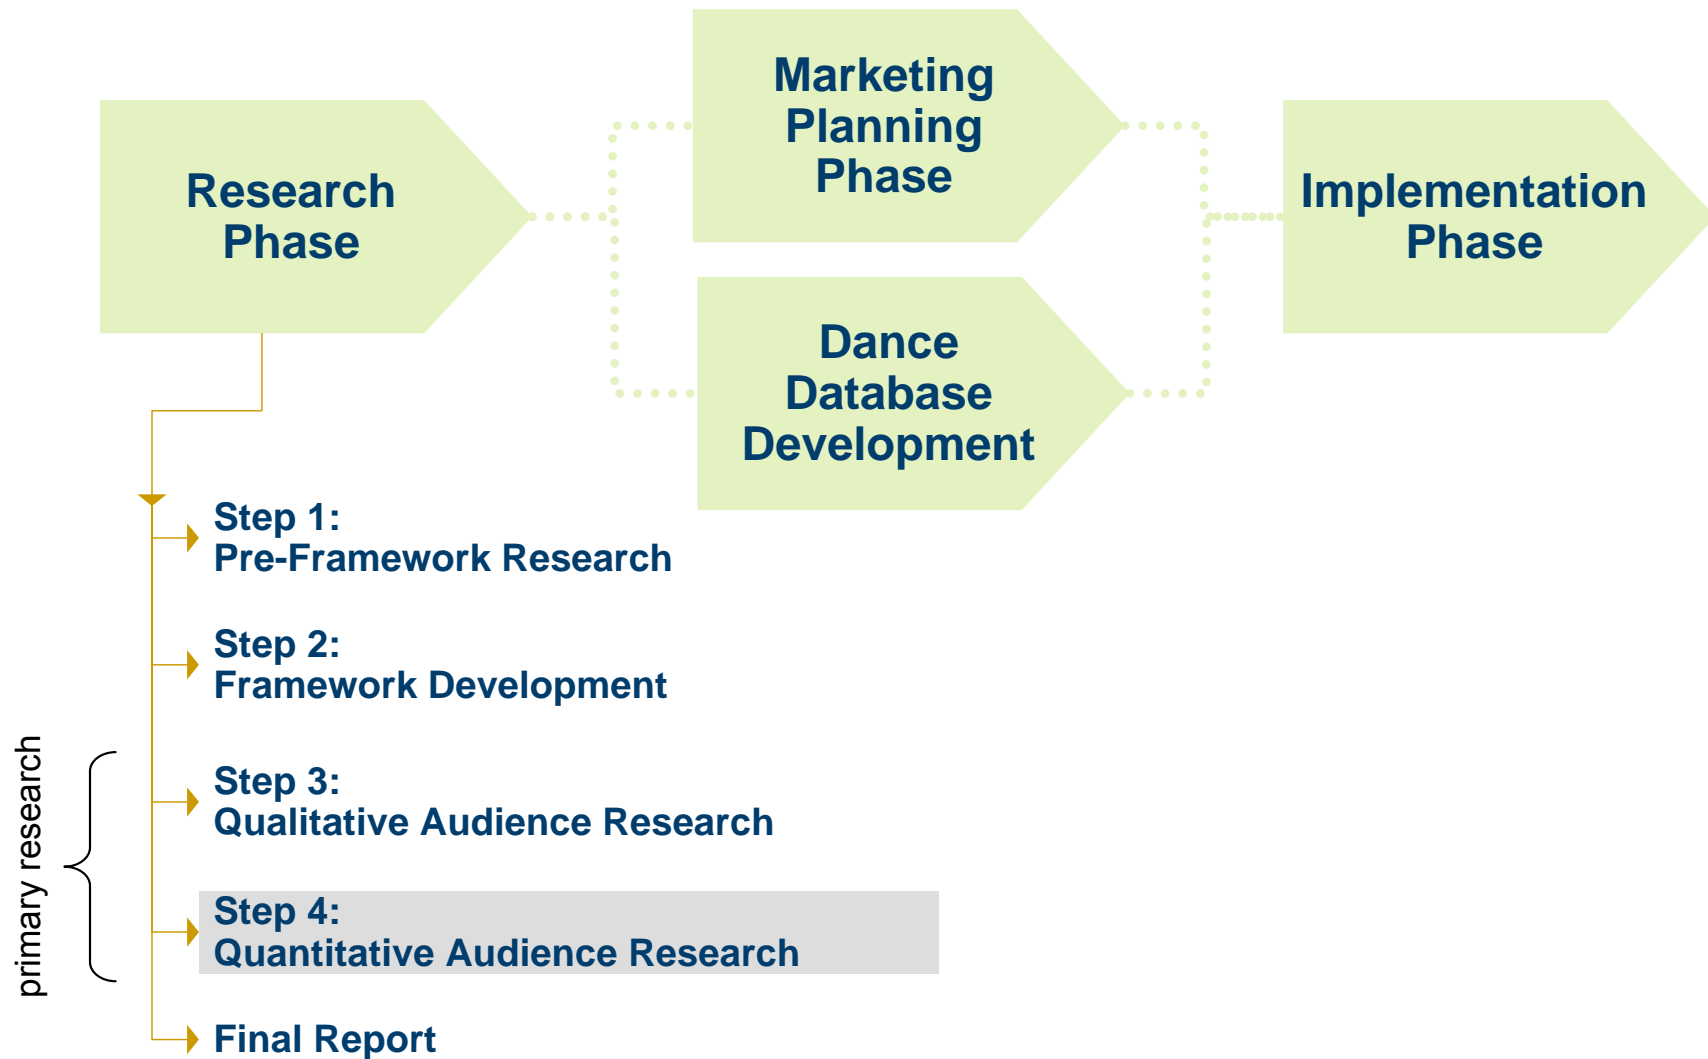 Research
Phase
Marketing
Planning
Phase
Dance
Database
Development
Implementation
Phase
Step 1:
Pre-Framework Research
Step 2:
Framework Development
primary research
Step 3:
Qualitative Audience Research
Step 4:
Quantitative Audience Research
Final Report